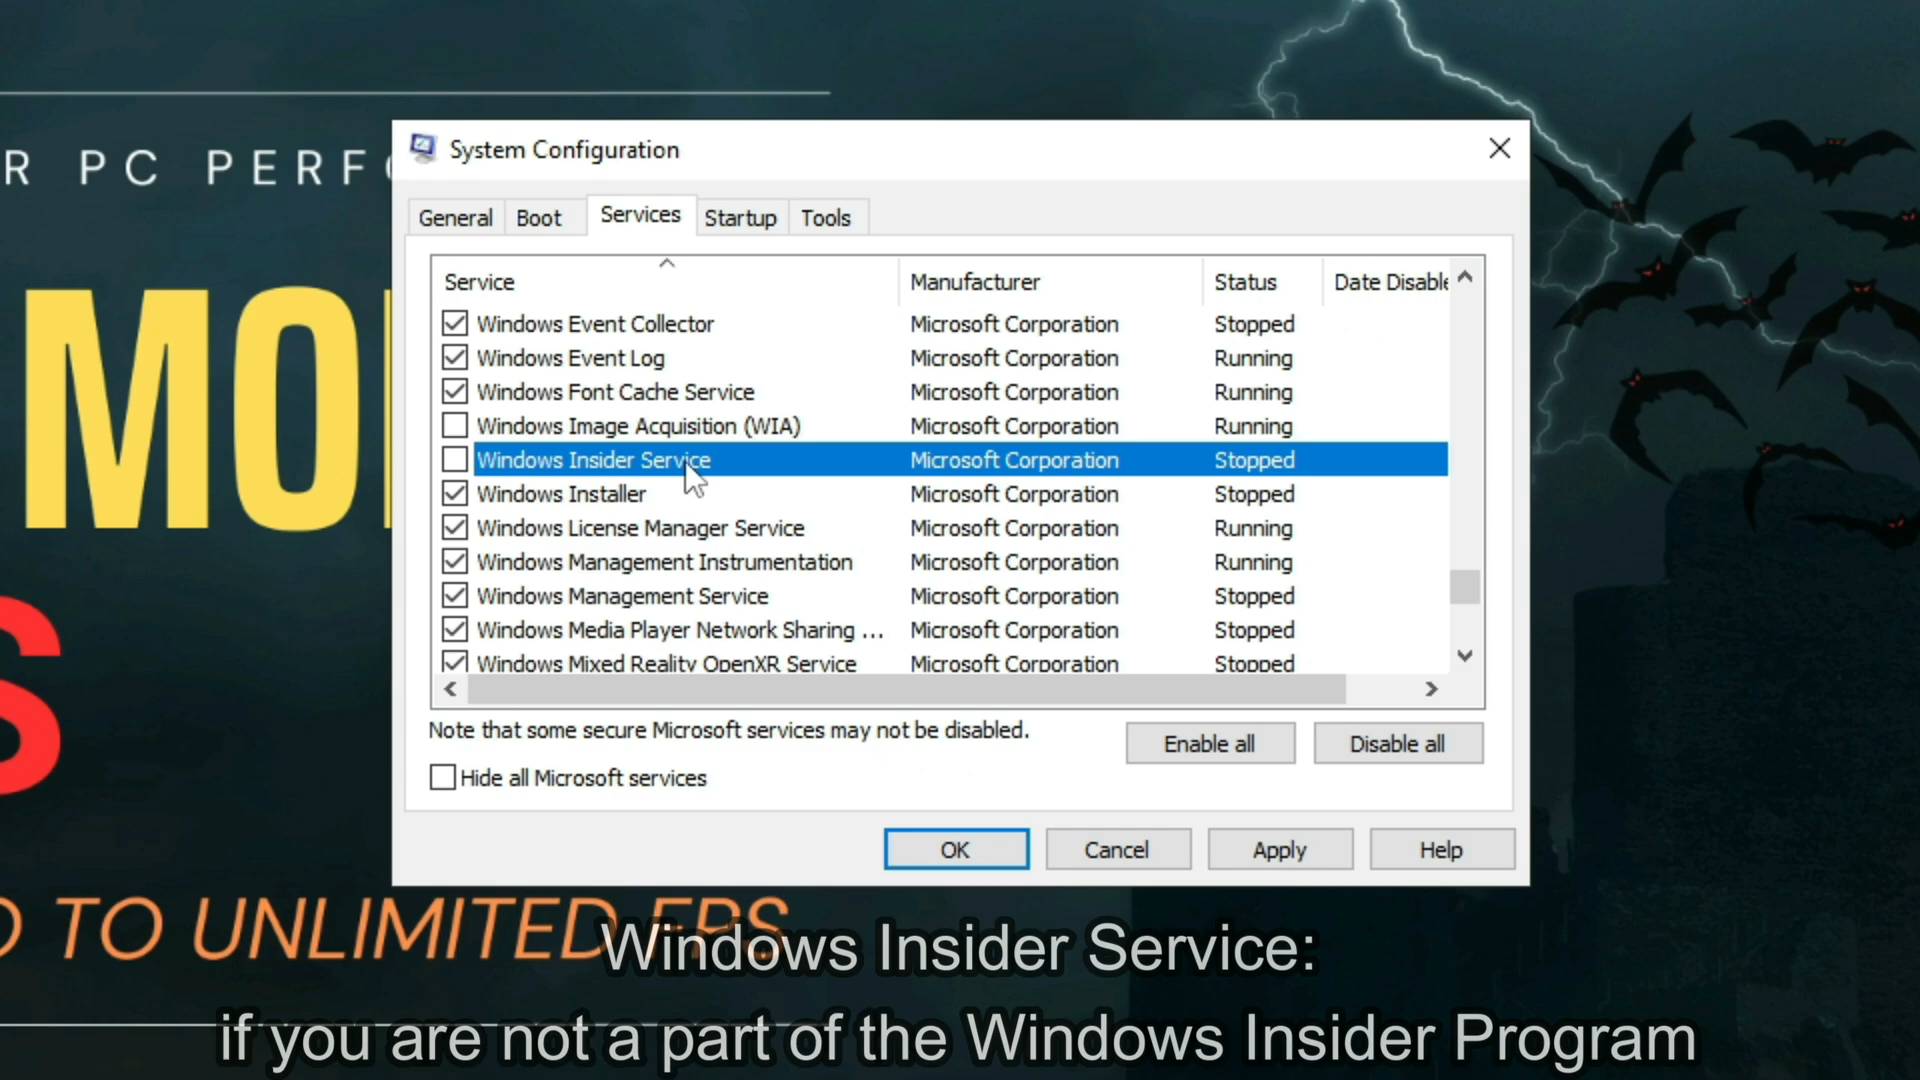 R PC PERF
System Configuration
General Boot Services Startup Tools
Service Manufacturer Status Date Disable
Windows Event Collector Microsoft Corporation Stopped
Windows Event Log Microsoft Corporation Running
Windows Font Cache Service Microsoft Corporation Running
Windows Image Acquisition (WIA) Microsoft Corporation Running
Windows Insider Service Microsoft Corporation Stopped
Windows Installer Microsoft Corporation Stopped
Windows License Manager Service Microsoft Corporation Running
Windows Management Instrumentation Microsoft Corporation Running
Windows Management Service Microsoft Corporation Stopped
Windows Media Player Network Sharing ... Microsoft Corporation Stopped
Windows Mixed Reality OpenXR Service Microsoft Corporation Stopped
MO
S
Note that some secure Microsoft services may not be disabled.
Enable all Disable all
Hide all Microsoft services
OK Cancel Apply Help
TO UNLIMITED FPS
Windows Insider Service:
if you are not a part of the Windows Insider Program